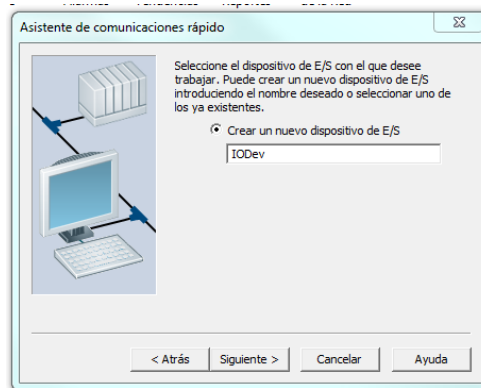 Asistente de comunicaciones rápido
Seleccione el dispositivo de E/S con el que desee
trabajar. Puede crear un nuevo dispositivo de E/S
introduciendo el nombre deseado o seleccionar uno de
los ya existentes.
Crear un nuevo dispositivo de E/S
IODev
< Atrás
Siguiente >
Cancelar
Ayuda